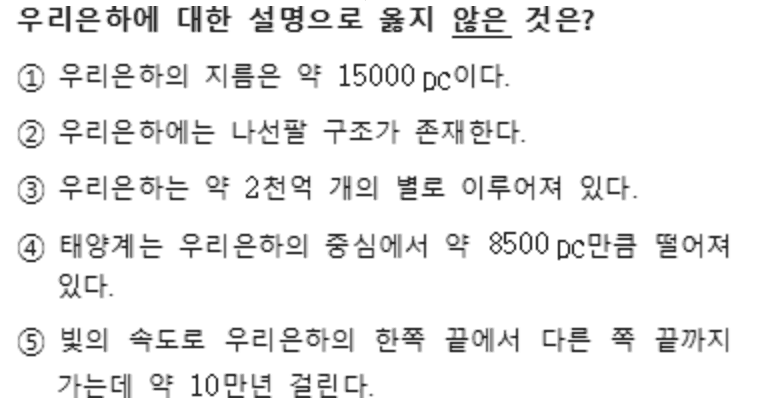 우리은하에 대한 설명으로 옳지 않은 것은?
① 우리은하의 지름은 약 15000 pc이다.
② 우리은하에는 나선팔 구조가 존재한다.
③ 우리은하는 약 2천억 개의 별로 이루어져 있다.
④ 태양계는 우리은하의 중심에서 약 8500 pc만큼 떨어져
있다.
⑤ 빛의 속도로 우리은하의 한쪽 끝에서 다른 쪽 끝까지
가는데 약 10만년 걸린다.